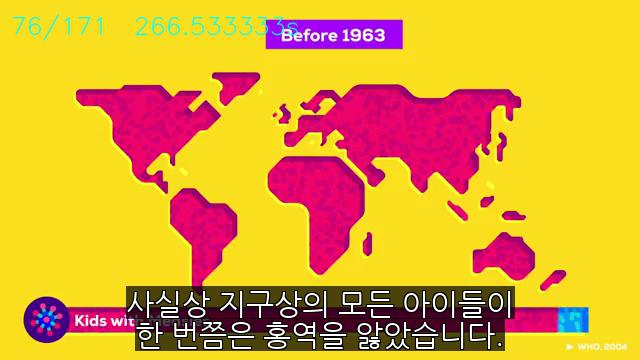 76/171 266.533333s
Before 1963
사실상 지구상의 모든 아이들이
한 번쯤은 홍역을 앓았습니다.
Kids with
▶ WHO, 2004